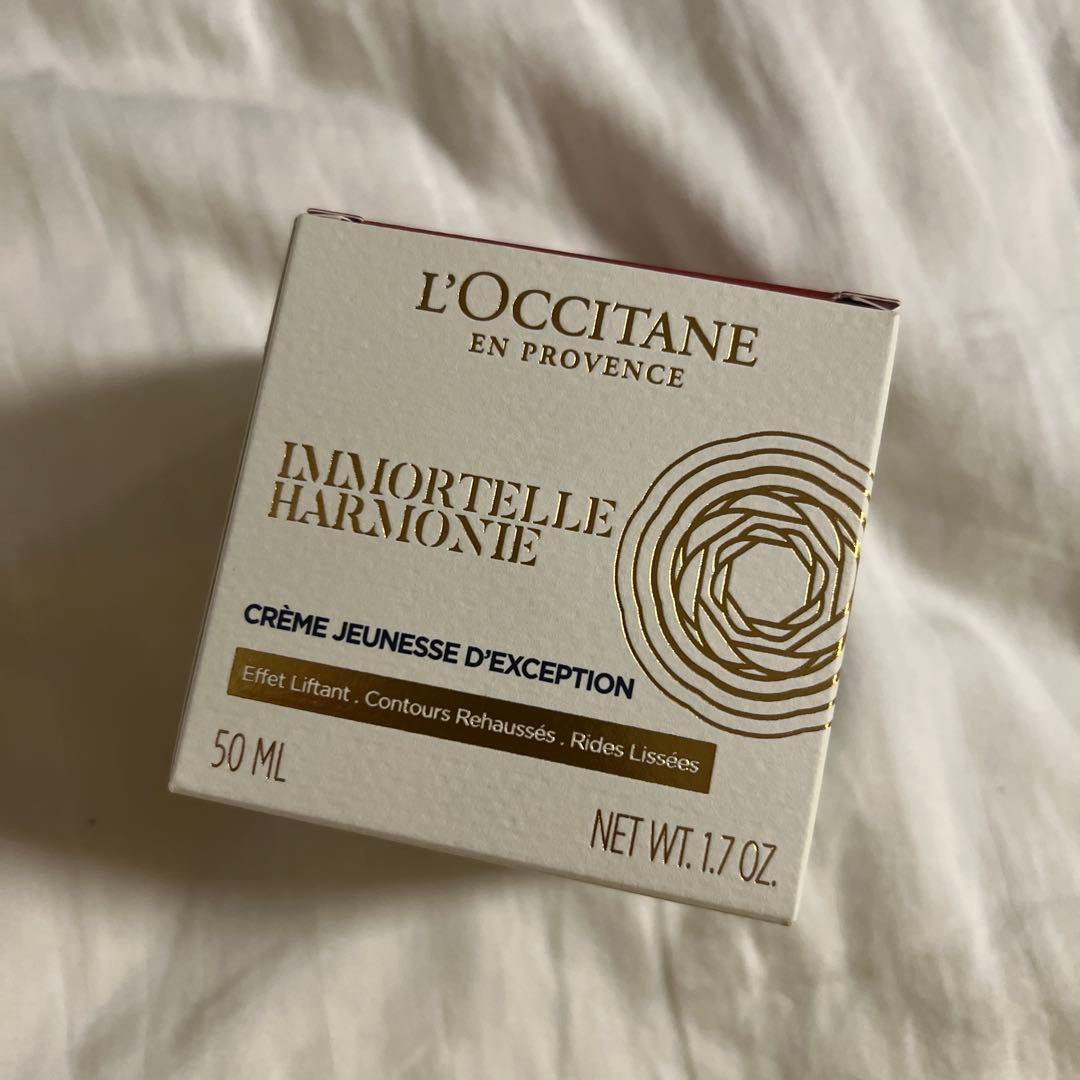 L'OCCITANE
EN PROVENCE
IMMORTELLE
HARMONIE
CRÈME JEUNESSE D'EXCEPTION
Effet Liftant . Contours Rehaussés . Rides Lissées
50 ML
NET WT. 1.7 OZ.